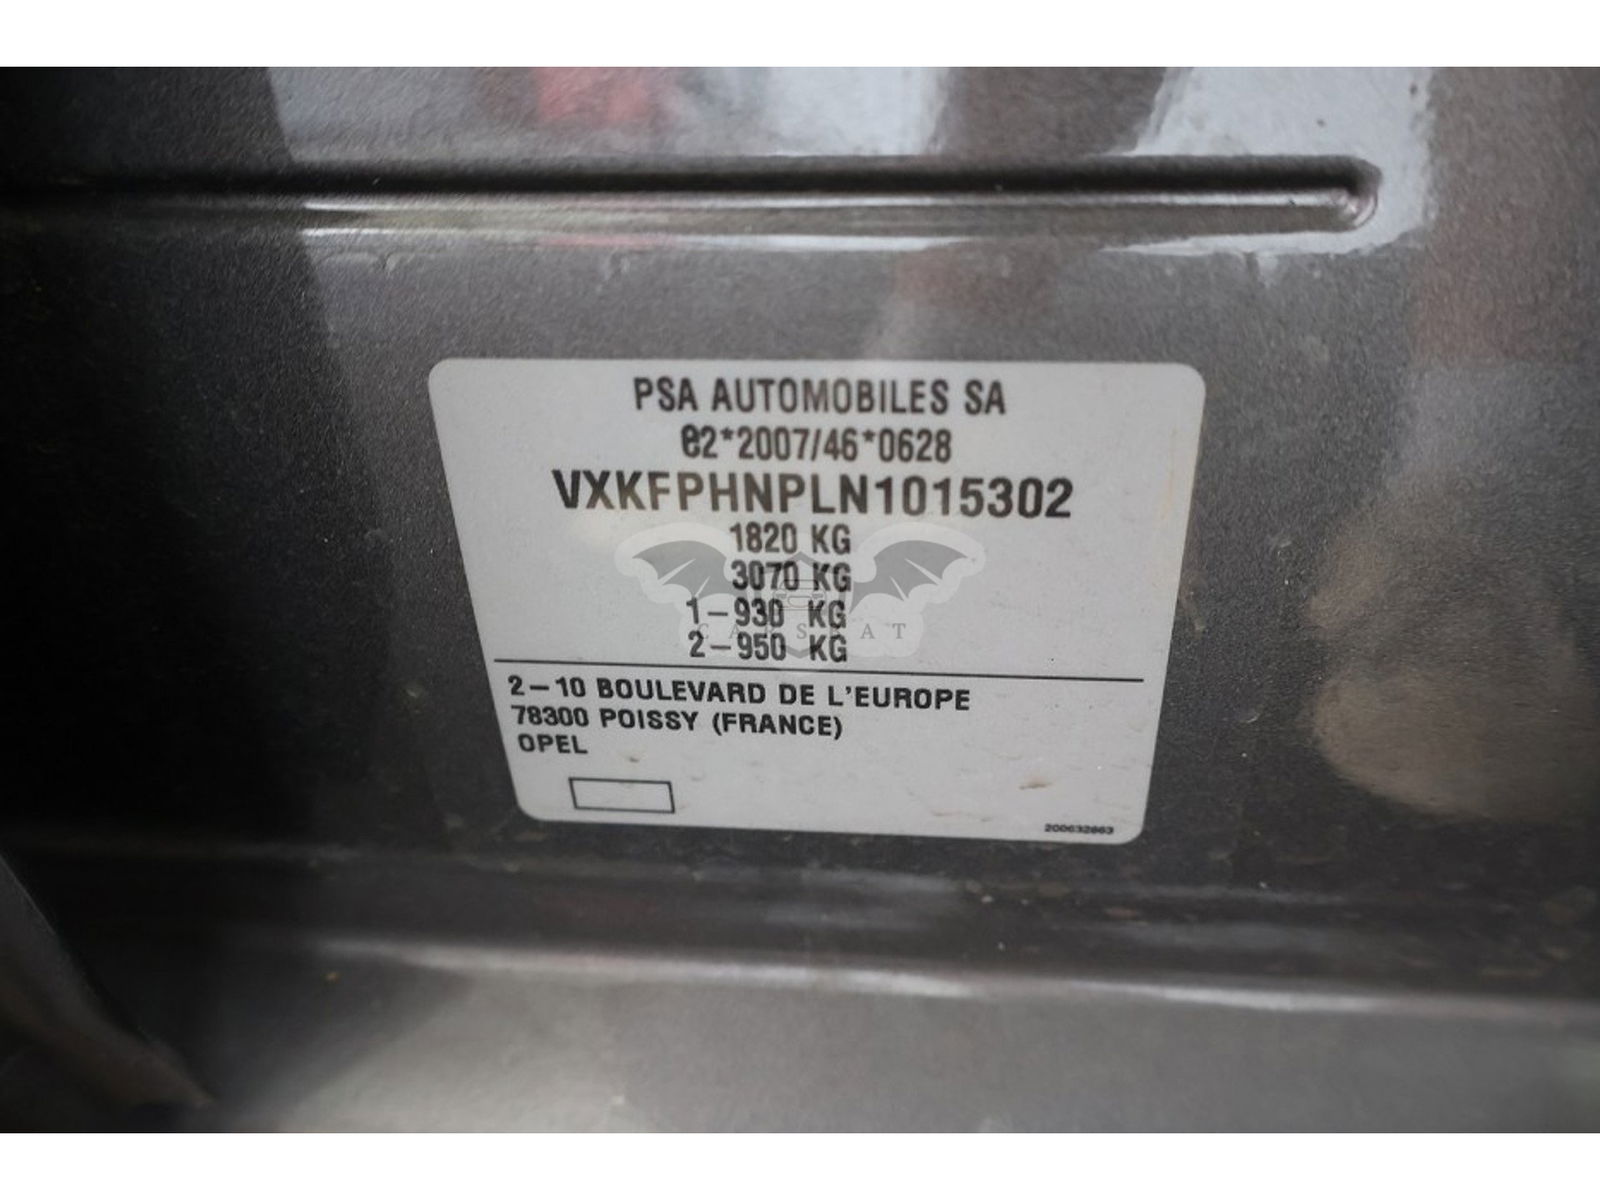 PSA AUTOMOBILES SA
e2*2007/46*0628
VXKFPHNPLN1015302
1820 KG
3070 KG
1-930 KG
2-950 KG
CARSBAT
2-10 BOULEVARD DE L'EUROPE
78300 POISSY (FRANCE)
OPEL
200632863